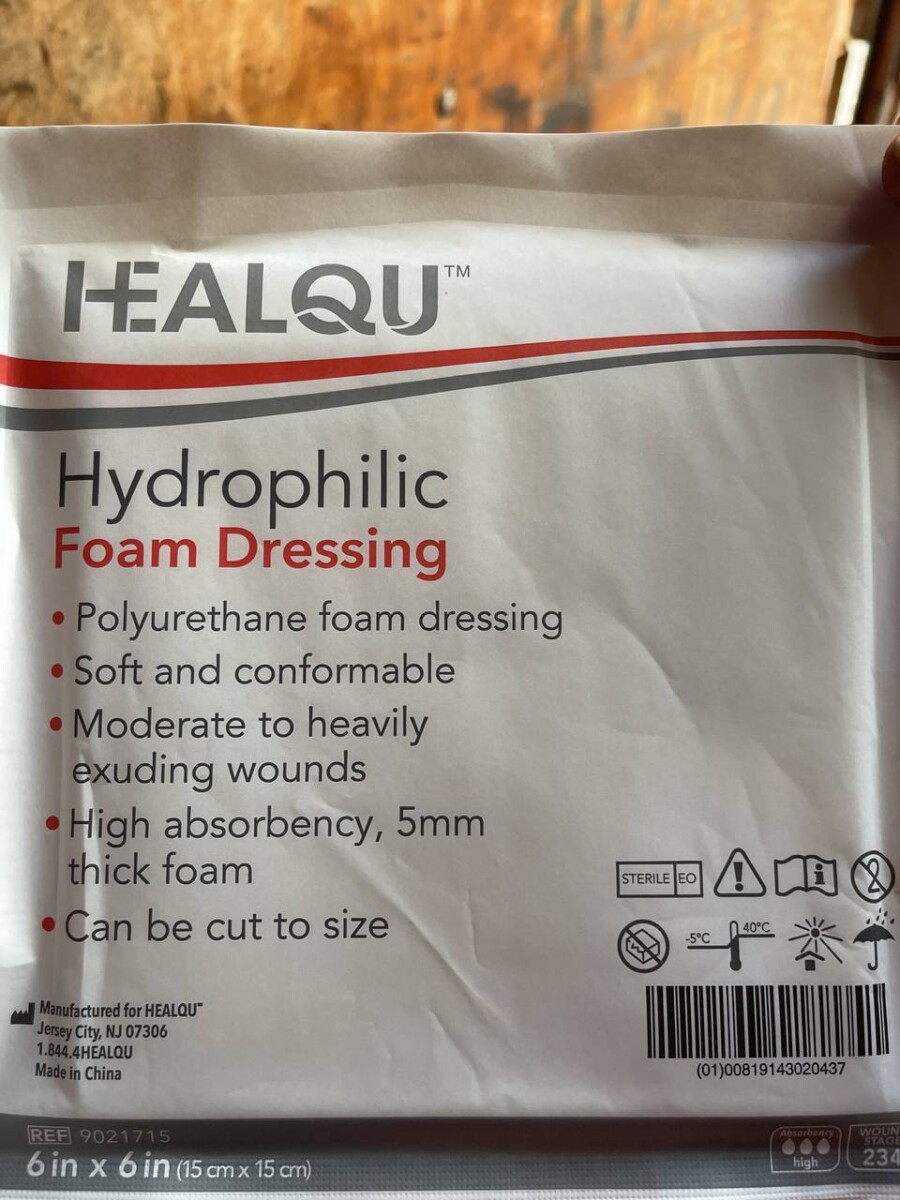 HEALQU™
Hydrophilic
Foam Dressing
• Polyurethane foam dressing
• Soft and conformable
• Moderate to heavily
exuding wounds
• High absorbency, 5mm
thick foam
• Can be cut to size
STERILE EO
2
-5°C 40°C
Manufactured for HEALQU™
Jersey City, NJ 07306
1.844.4HEALQU
Made in China
(01)00819143020437
REF 9021715
6 in x 6 in (15 cm x 15 cm)
Absorbency
high
WOUN
STAGE
234